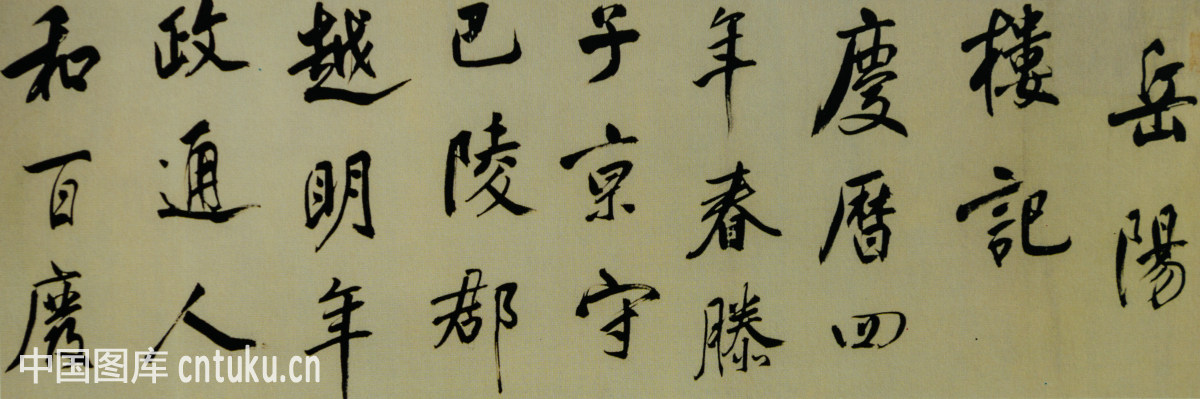 岳陽
樓記
慶曆四
年春滕
子京守
巴陵郡
越明年
政通人
和百廢
中国图库 cntuku.cn